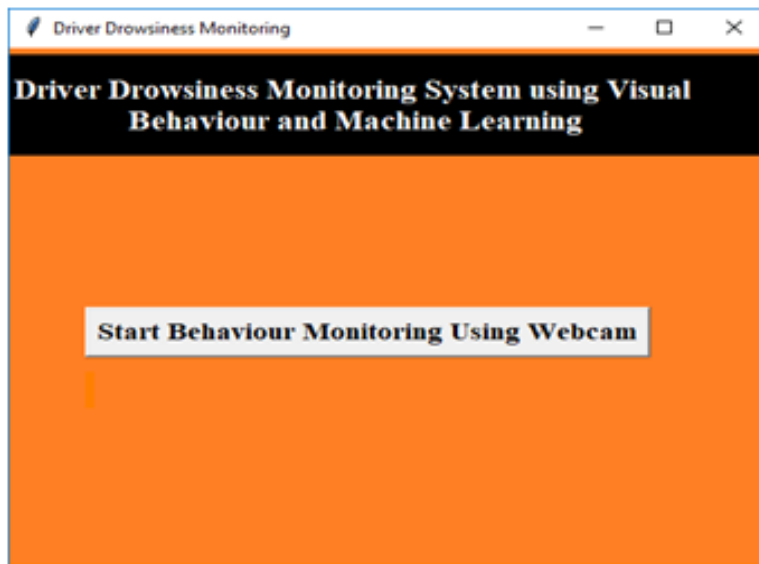 Driver Drowsiness Monitoring
Driver Drowsiness Monitoring System using Visual
Behaviour and Machine Learning
Start Behaviour Monitoring Using Webcam